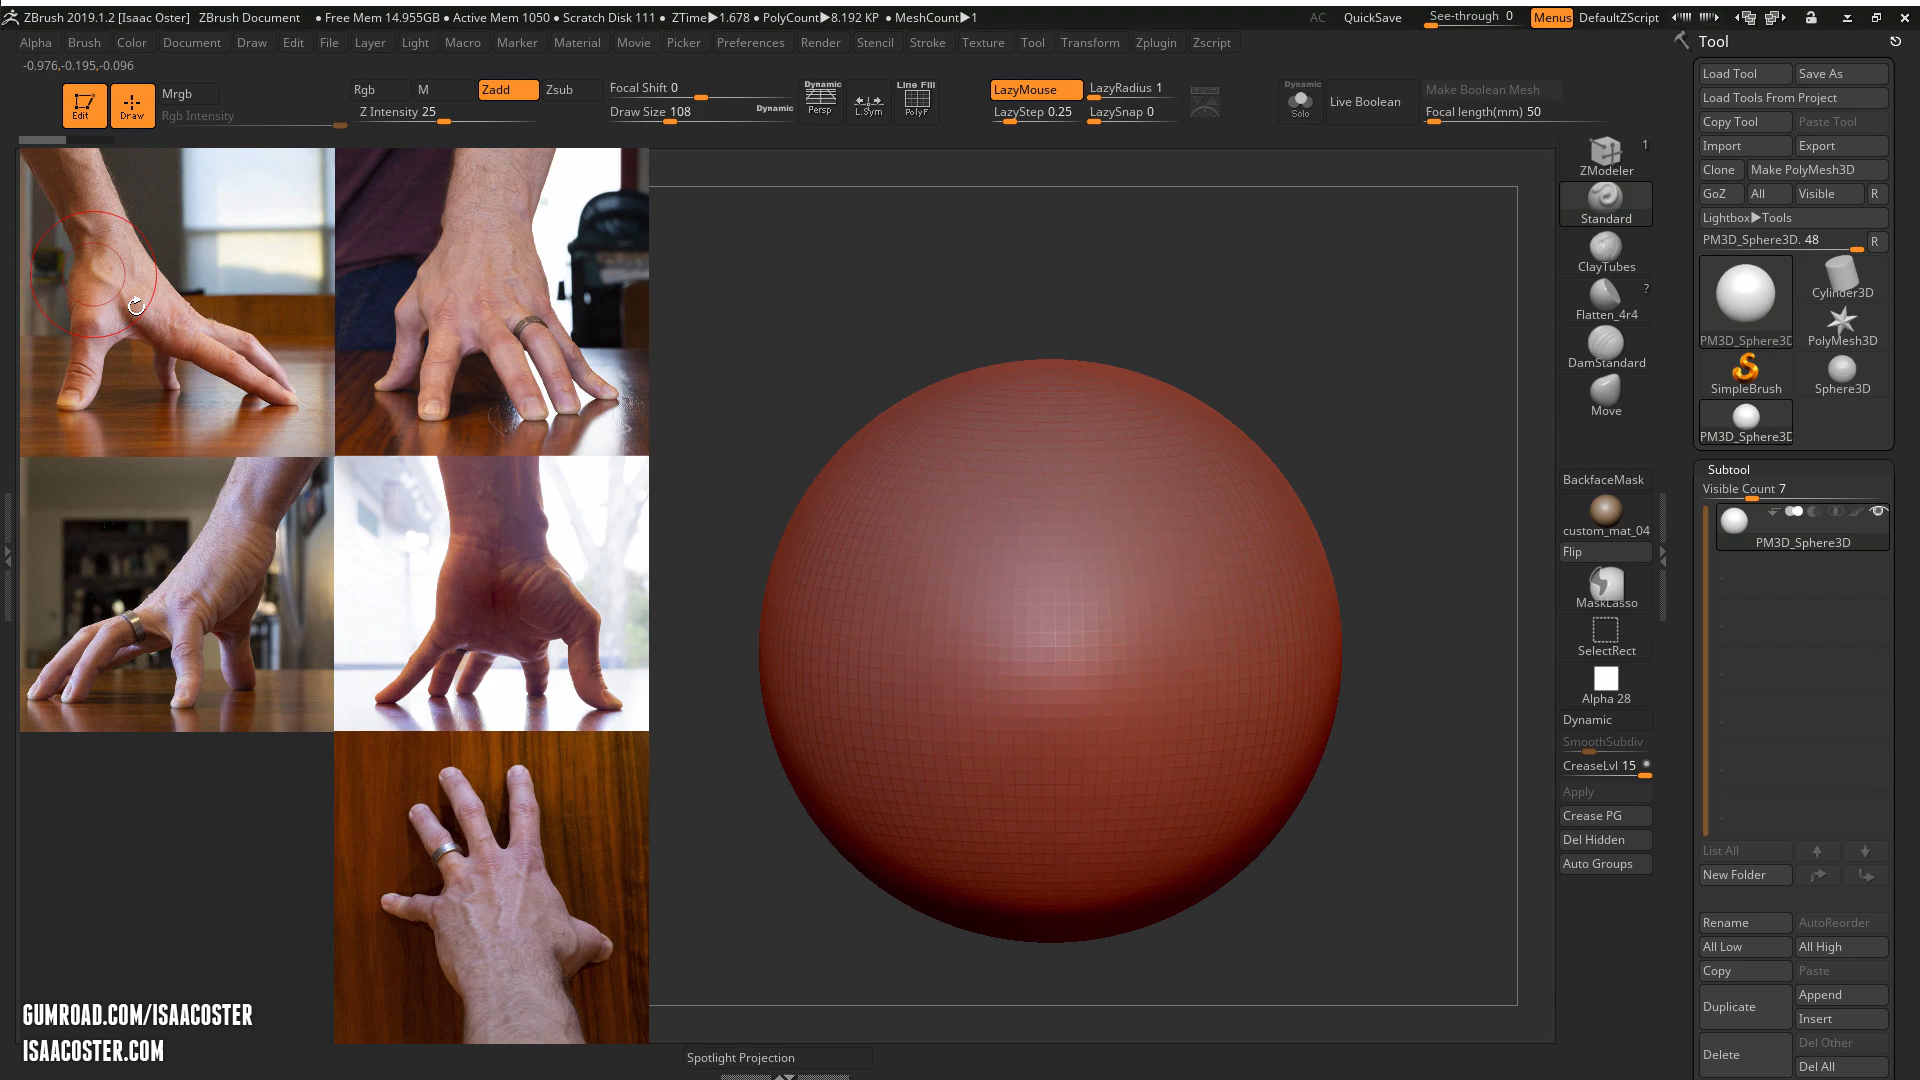 ZBrush 2019.1.2 [Isaac Oster] ZBrush Document • Free Mem 14.955GB • Active Mem 1050 • Scratch Disk 111 • ZTime▶1.678 • PolyCount▶8.192 KP • MeshCount▶1 AC QuickSave See-through 0 Menus DefaultZScript
Alpha Brush Color Document Draw Edit File Layer Light Macro Marker Material Movie Picker Preferences Render Stencil Stroke Texture Tool Transform Zplugin Zscript
-0.976,-0.195,-0.096
Edit Draw
Mrgb
Rgb Intensity
Rgb M Zadd Zsub
Z Intensity 25
Focal Shift 0
Draw Size 108 Dynamic
Dynamic
Persp
L.Sym
Line Fill
PolyF
LazyMouse LazyRadius 1
LazyStep 0.25 LazySnap 0
Dynamic
Solo
Live Boolean
Make Boolean Mesh
Focal length(mm) 50
1
ZModeler
Standard
ClayTubes
?
Flatten_4r4
DamStandard
Move
BackfaceMask
custom_mat_04
Flip
MaskLasso
SelectRect
Alpha 28
Dynamic
SmoothSubdiv
CreaseLvl 15
Apply
Crease PG
Del Hidden
Auto Groups
Tool
Load Tool Save As
Load Tools From Project
Copy Tool Paste Tool
Import Export
Clone Make PolyMesh3D
GoZ All Visible R
Lightbox▶Tools
PM3D_Sphere3D. 48 R
PM3D_Sphere3D
Cylinder3D
PolyMesh3D
SimpleBrush
Sphere3D
PM3D_Sphere3D
Subtool
Visible Count 7
PM3D_Sphere3D
List All
New Folder
Rename AutoReorder
All Low All High
Copy Paste
Duplicate Append
Insert
Delete Del Other
Del All
GUMROAD.COM/ISAACOSTER
ISAACOSTER.COM
Spotlight Projection